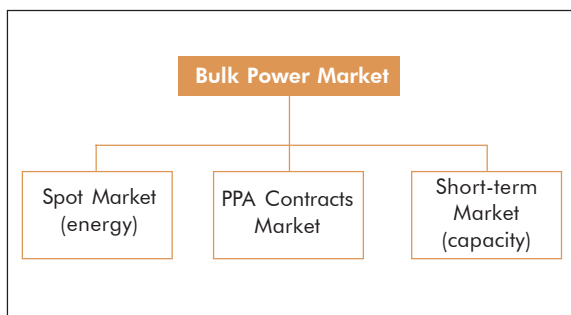 Bulk Power Market
Spot Market
(energy)
PPA Contracts
Market
Short-term
Market
(capacity)